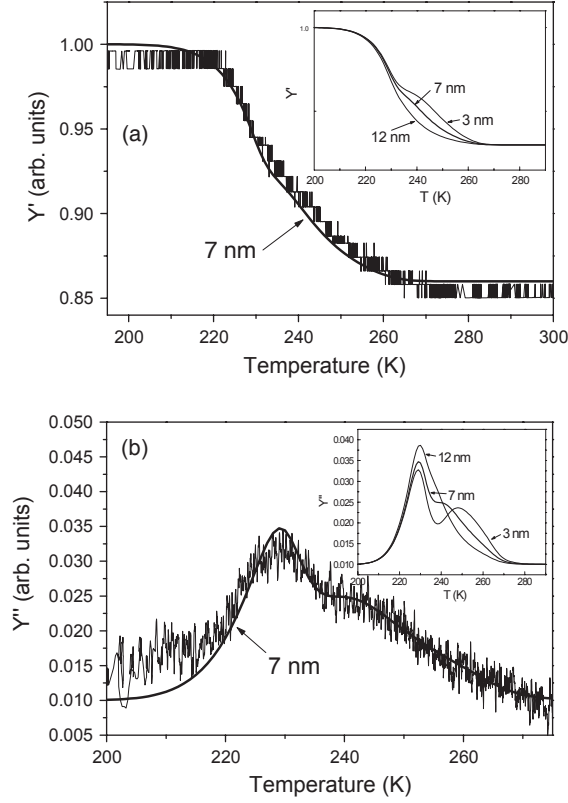 1.00
0.95
0.90
0.85
Y' (arb. units)
(a)
7 nm
200 220 240 260 280 300
Temperature (K)
1.0
Y'
7 nm
3 nm
12 nm
200 220 240 260 280
T (K)
0.050
0.045
0.040
0.035
0.030
0.025
0.020
0.015
0.010
0.005
Y'' (arb. units)
(b)
7 nm
200 220 240 260
Temperature (K)
0.040
0.035
0.030
0.025
0.020
0.015
0.010
Y''
12 nm
7 nm
3 nm
200 220 240 260 280
T (K)